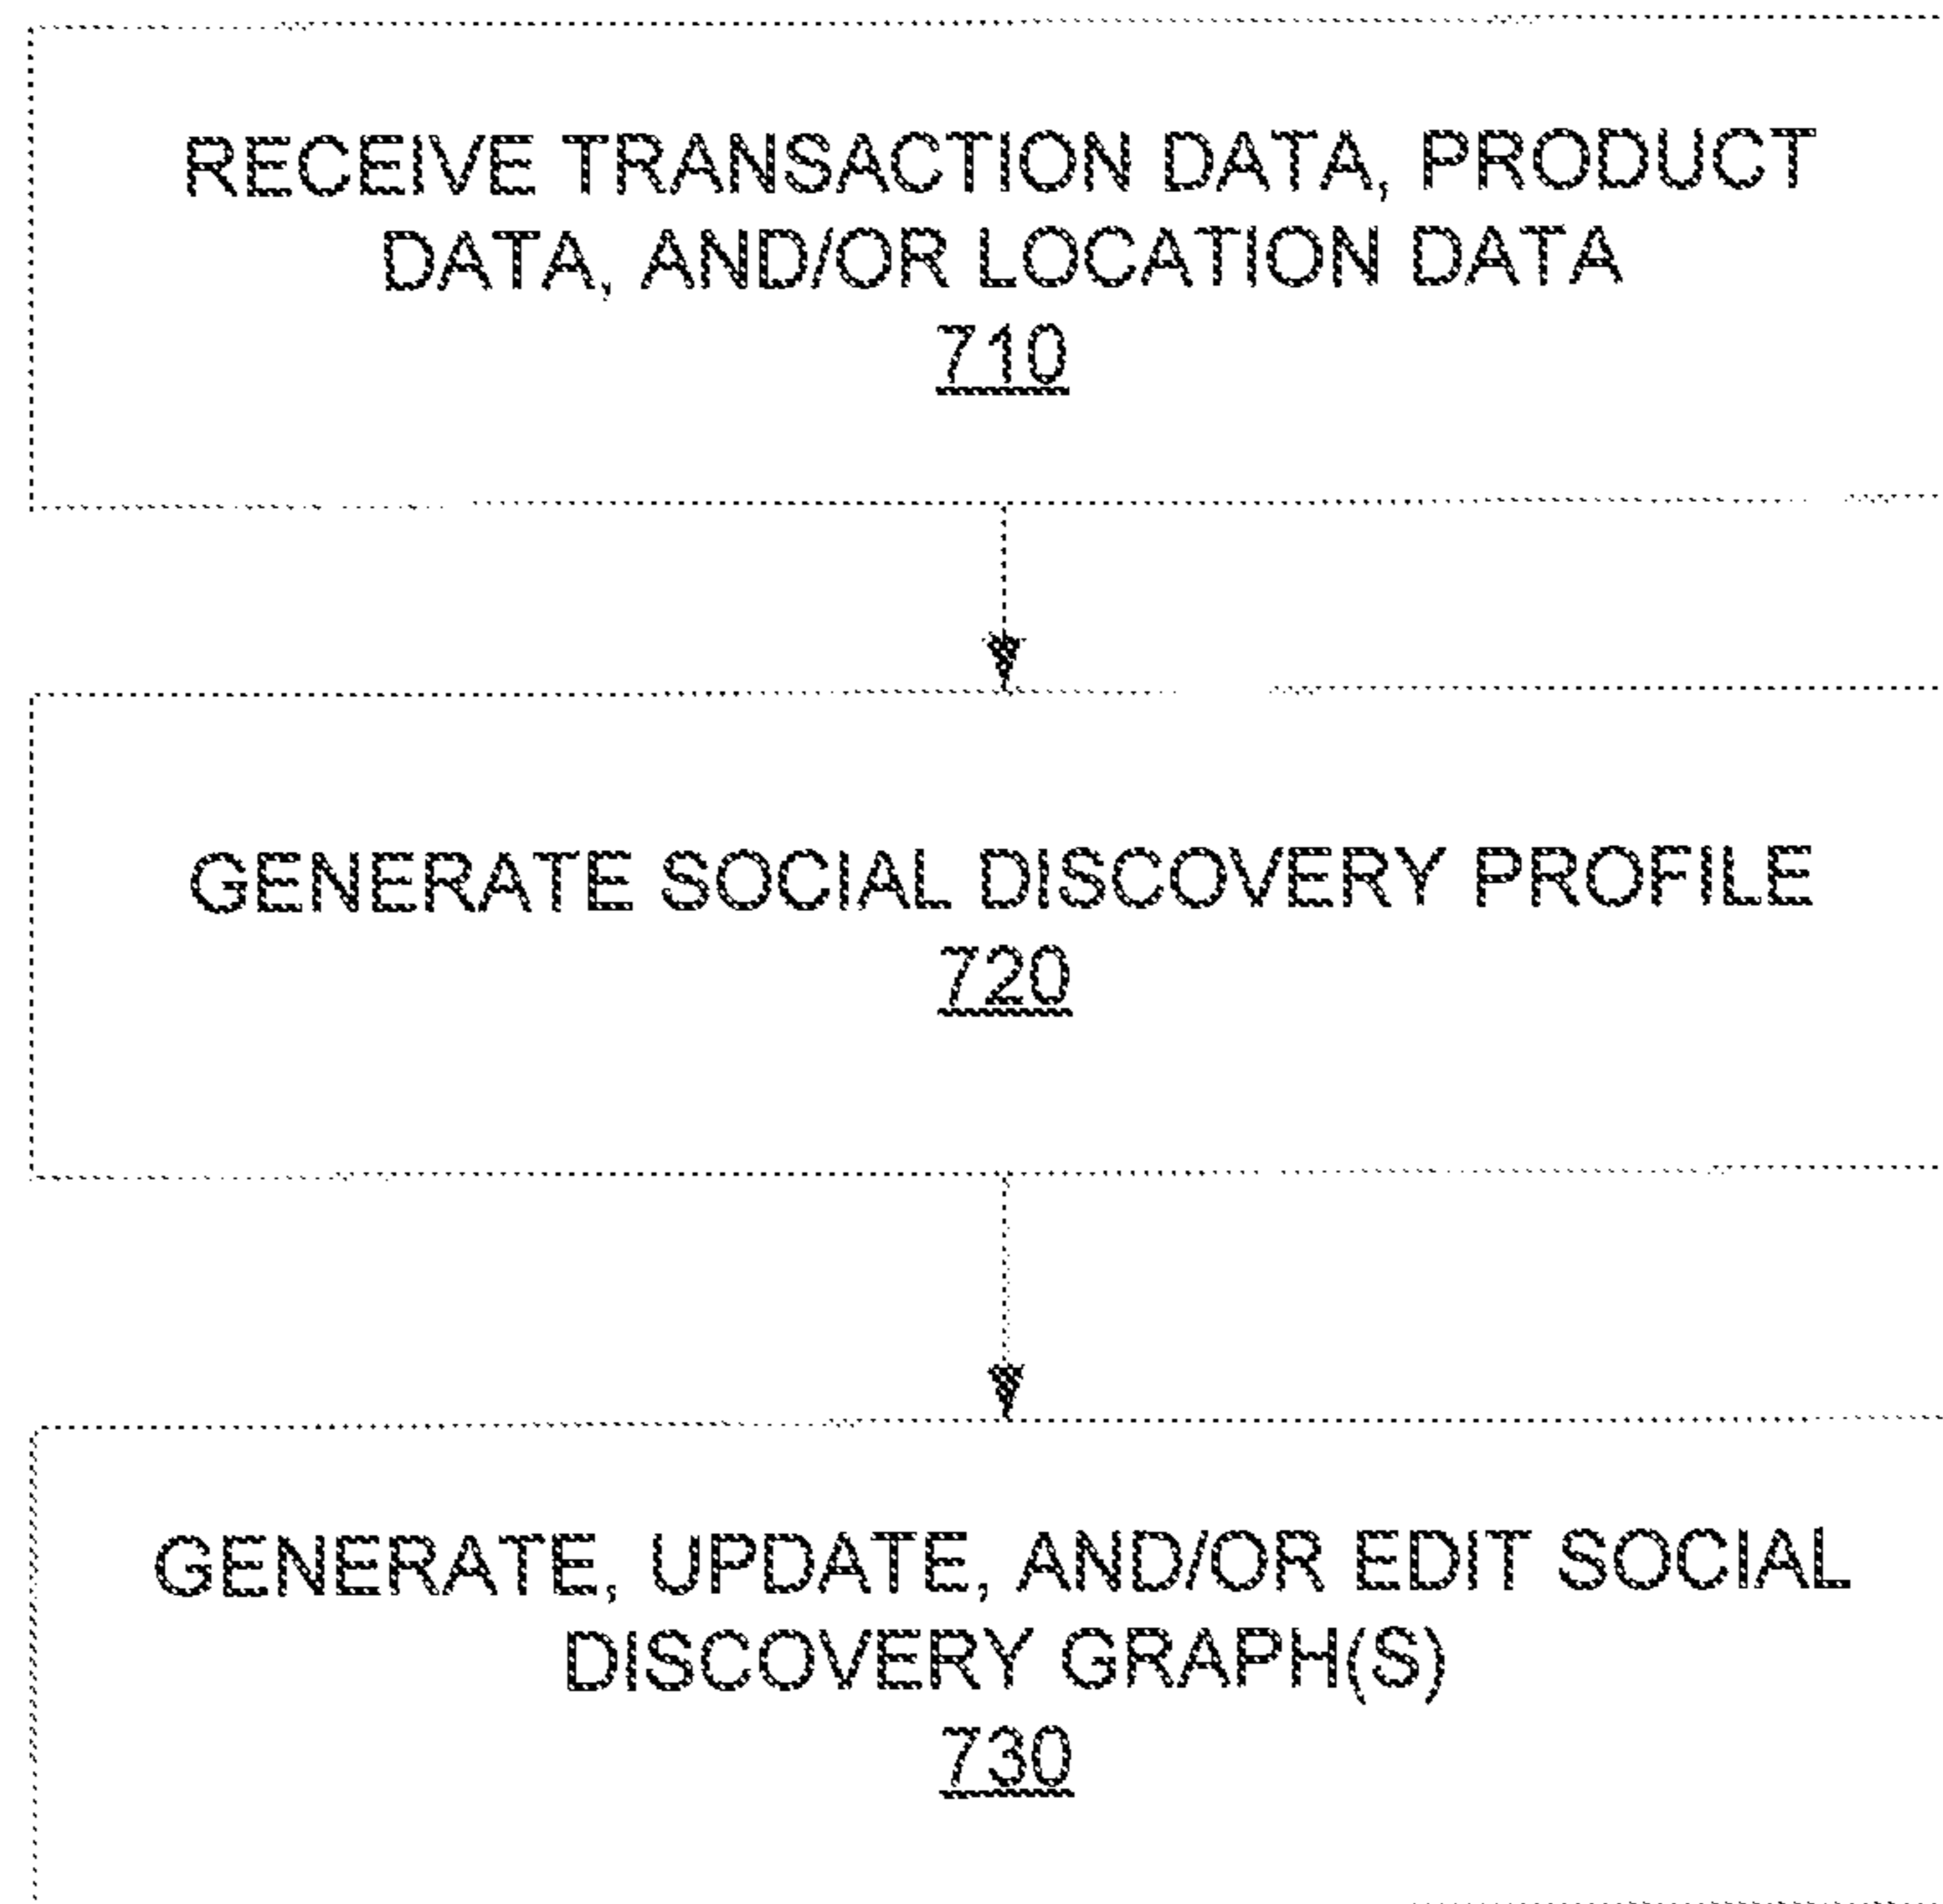 RECEIVE TRANSACTION DATA, PRODUCT
DATA, AND/OR LOCATION DATA
710
GENERATE SOCIAL DISCOVERY PROFILE
720
GENERATE, UPDATE, AND/OR EDIT SOCIAL
DISCOVERY GRAPH(S)
730